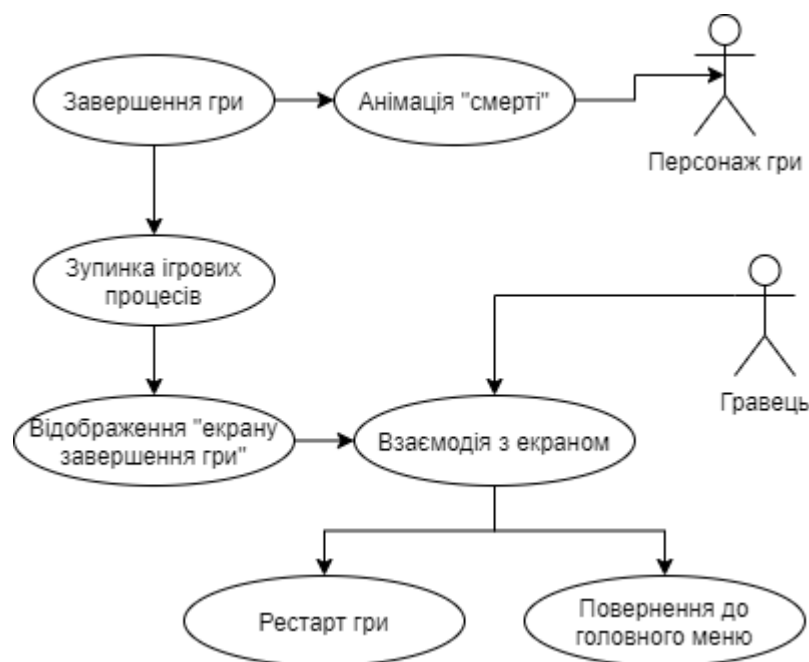 Завершення гри
Анімація "смерті"
Персонаж гри
Зупинка ігрових
процесів
Гравець
Відображення "екрану
завершення гри"
Взаємодія з екраном
Рестарт гри
Повернення до
головного меню